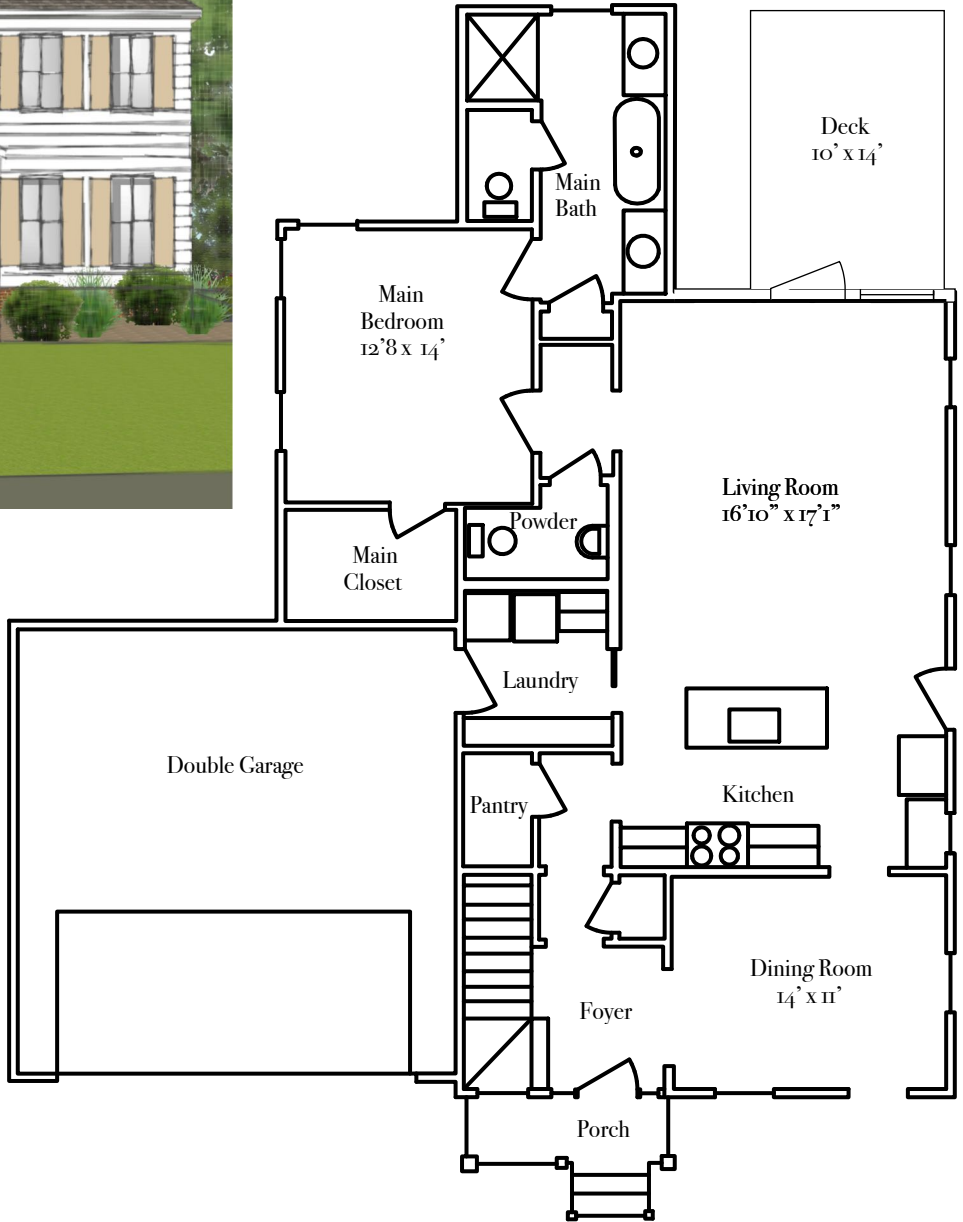 Deck
10’ x 14’
Main
Bath
Main
Bedroom
12’8 x 14’
Living Room
16’10” x 17’1”
Powder
Main
Closet
Laundry
Double Garage
Kitchen
Pantry
Dining Room
14’ x 11’
Foyer
Porch